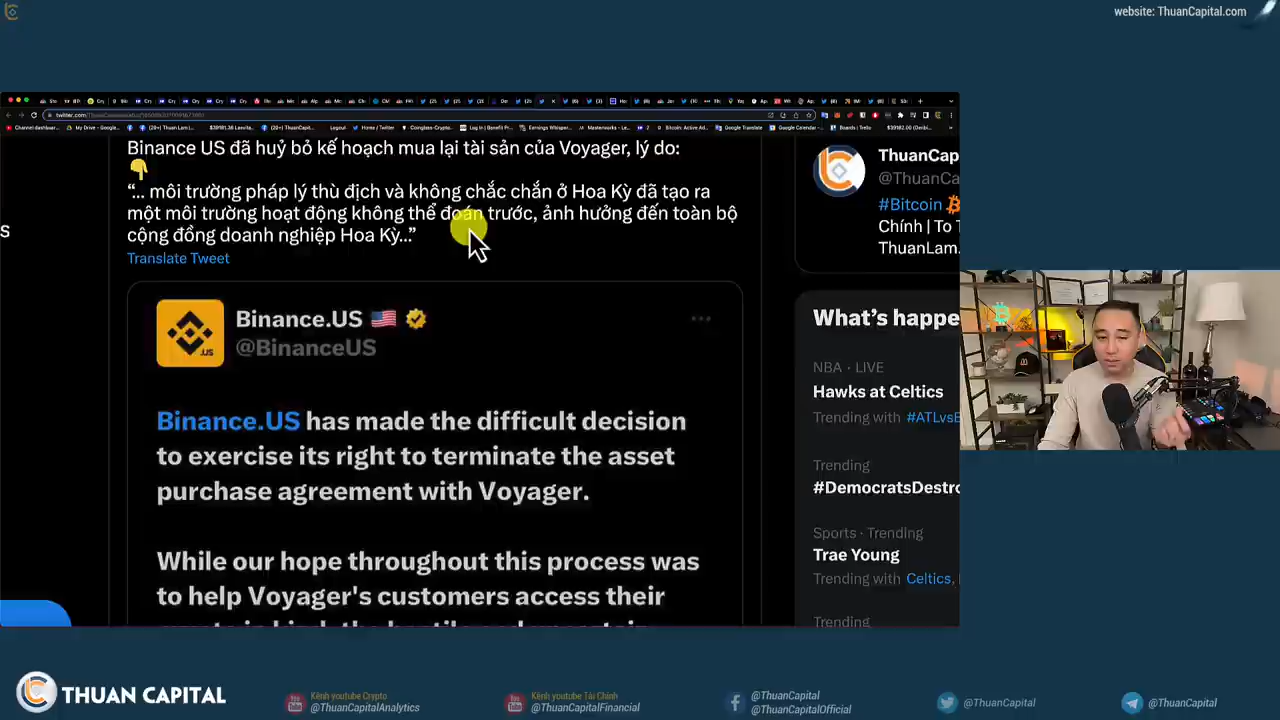 website: ThuanCapital.com
Binance US đã huỷ bỏ kế hoạch mua lại tài sản của Voyager, lý do:
“... môi trường pháp lý thù địch và không chắc chắn ở Hoa Kỳ đã tạo ra
một môi trường hoạt động không thể đoán trước, ảnh hưởng đến toàn bộ
cộng đồng doanh nghiệp Hoa Kỳ...”
Translate Tweet
Binance.US
@BinanceUS
Binance.US has made the difficult decision
to exercise its right to terminate the asset
purchase agreement with Voyager.
While our hope throughout this process was
to help Voyager's customers access their
ThuanCap
@ThuanCa
#Bitcoin
Chính | To T
ThuanLam.
What’s happe
NBA · LIVE
Hawks at Celtics
Trending with #ATLvsB
Trending
#DemocratsDestro
Sports · Trending
Trae Young
Trending with Celtics,
Trending
THUAN CAPITAL
Kênh youtube Crypto
@ThuanCapitalAnalytics
Kênh youtube Tài Chính
@ThuanCapitalFinancial
@ThuanCapital
@ThuanCapitalOfficial
@ThuanCapital
@ThuanCapital